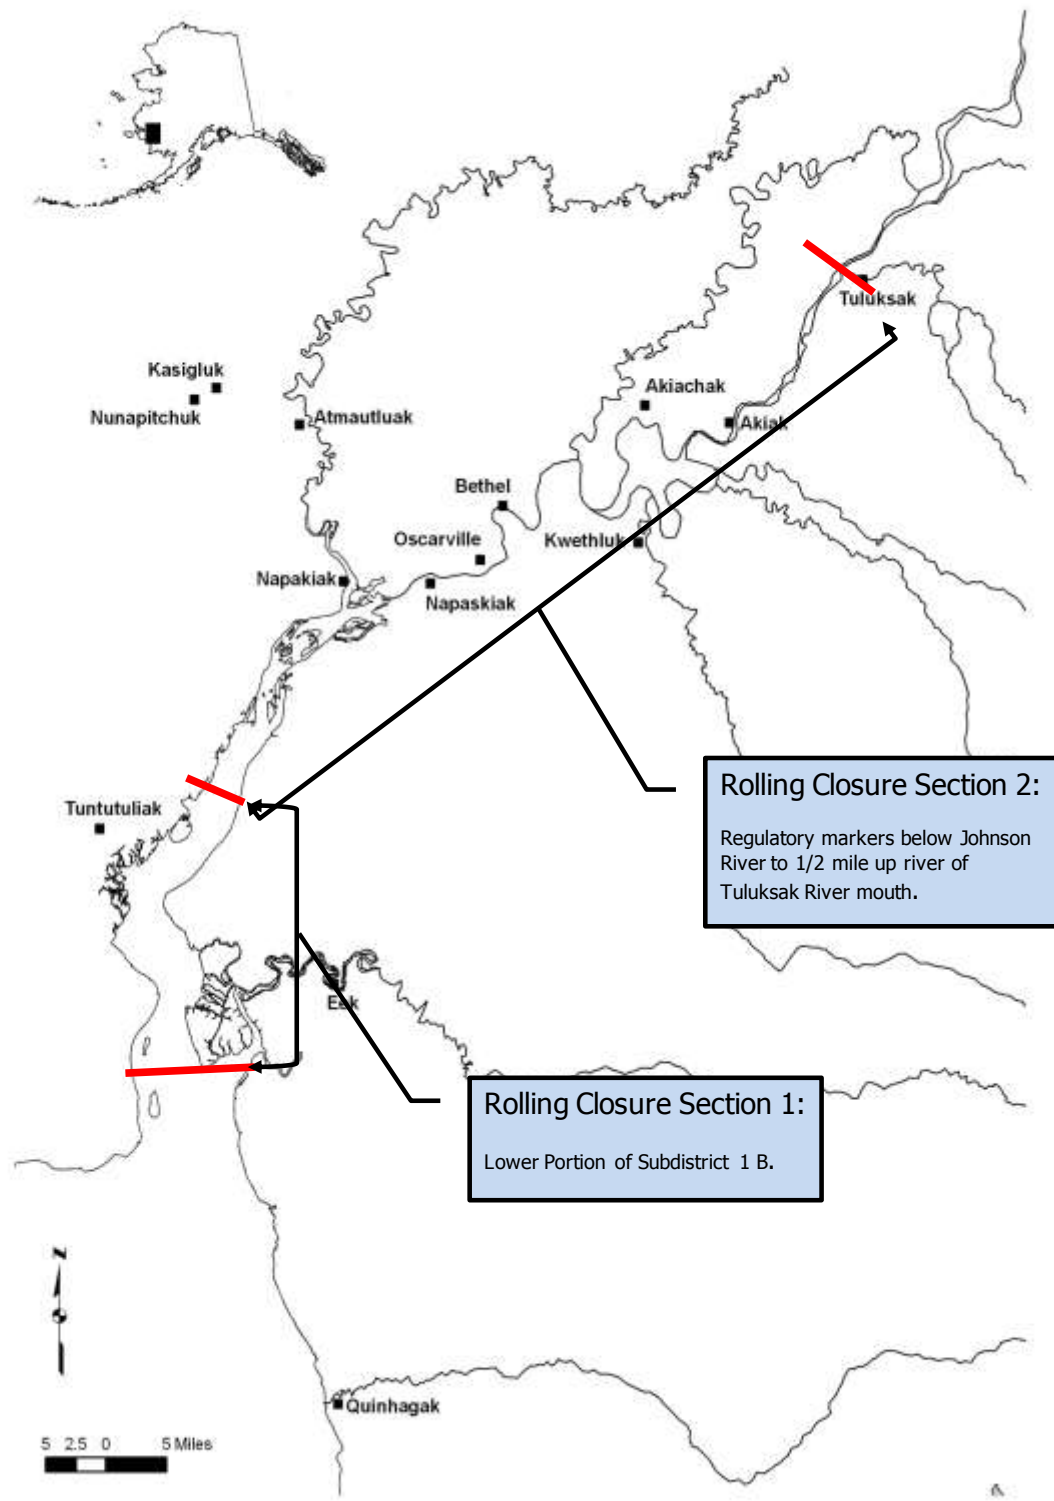 Tuluksak
Kasigluk
Nunapitchuk
Atmautluak
Akiachak
Akiak
Bethel
Oscarville
Kwethluk
Napakiak
Napaskiak
Rolling Closure Section 2:
Regulatory markers below Johnson
River to 1/2 mile up river of
Tuluksak River mouth.
Tuntutuliak
Eek
Rolling Closure Section 1:
Lower Portion of Subdistrict 1 B.
N
Quinhagak
5 2.5 0 5 Miles